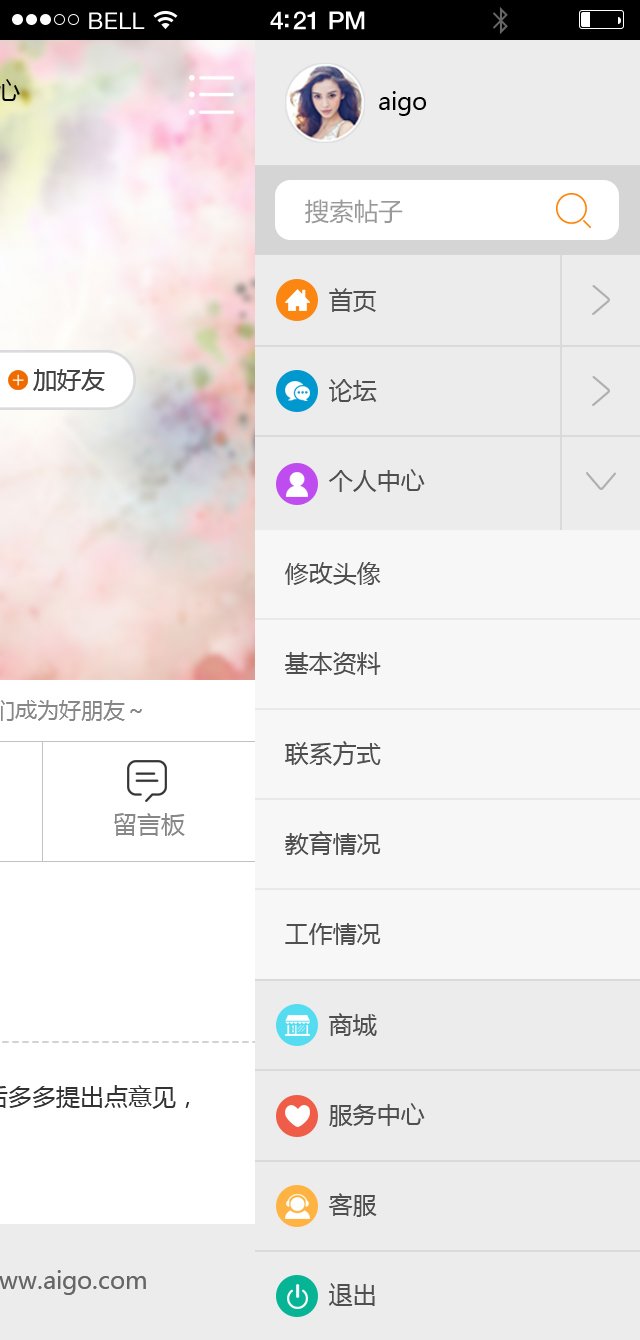 BELL 4:21 PM
心
aigo
搜索帖子
首页
论坛
加好友
个人中心
修改头像
基本资料
们成为好朋友～
联系方式
留言板
教育情况
工作情况
商城
后多多提出点意见，
服务中心
客服
ww.aigo.com
退出